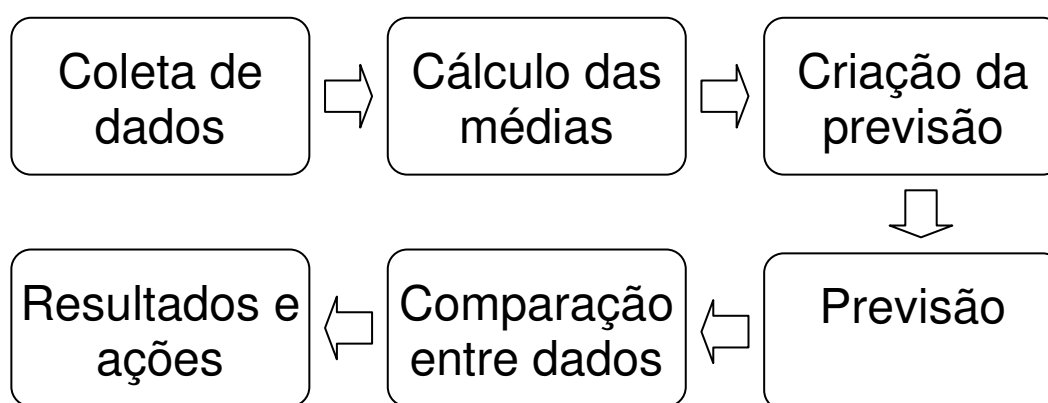 Coleta de
dados
Cálculo das
médias
Criação da
previsão
Previsão
Comparação
entre dados
Resultados e
ações